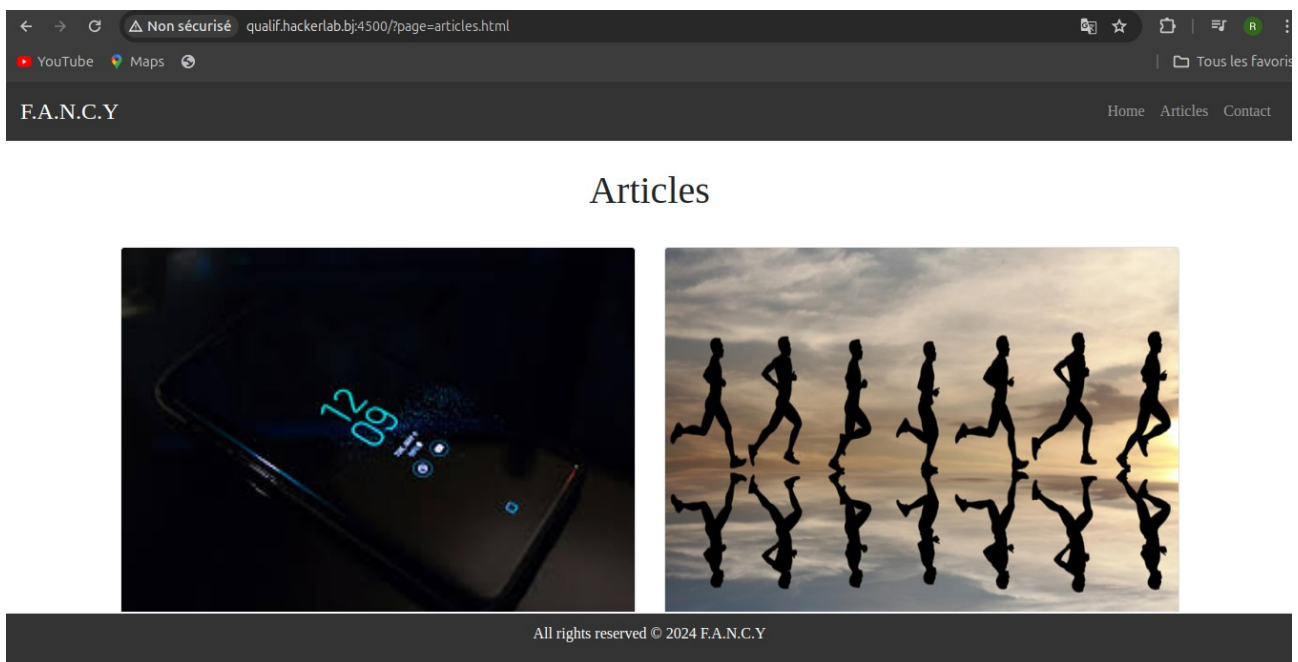 Non sécurisé qualif.hackerlab.bj:4500/?page=articles.html R
YouTube Maps Tous les favoris
F.A.N.C.Y Home Articles Contact
Articles
12
09
All rights reserved © 2024 F.A.N.C.Y